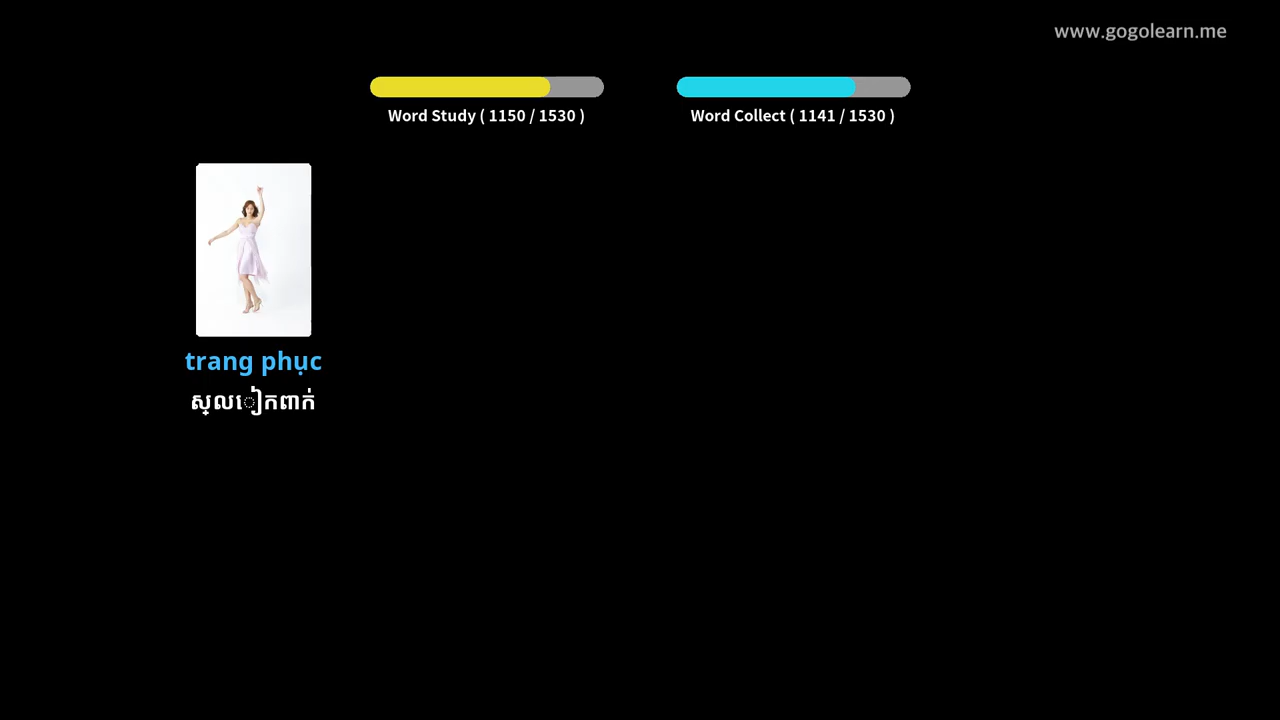 www.gogolearn.me
Word Study ( 1150 / 1530 )
Word Collect ( 1141 / 1530 )
trang phục
ស្លៀកពាក់